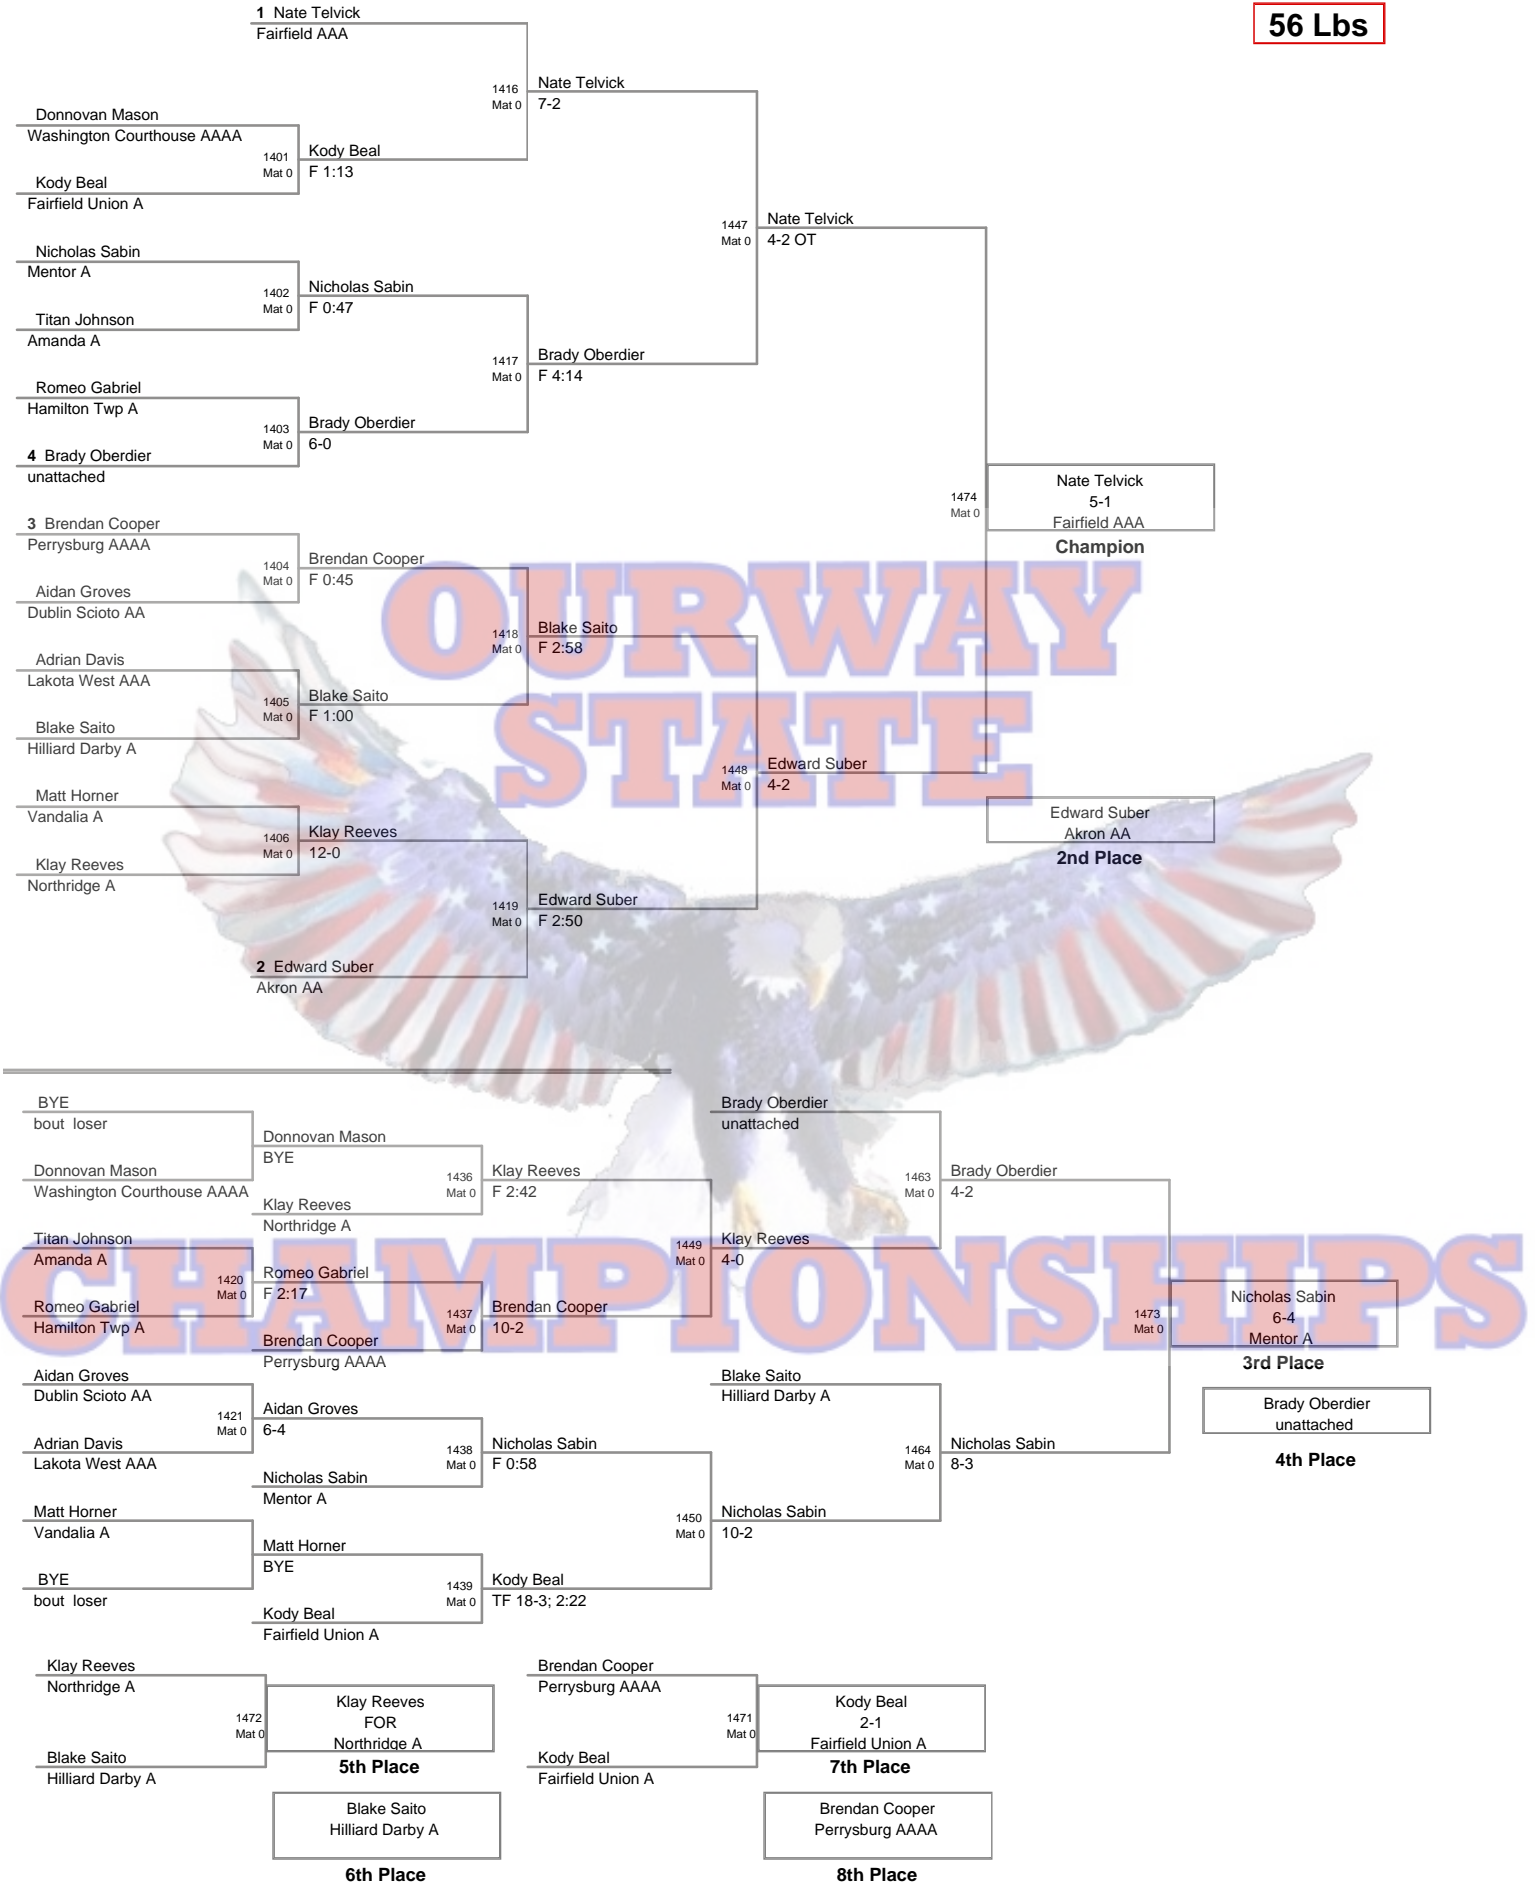 1 Nate Telvick
Fairfield AAA
56 Lbs
1416
Mat 0
Nate Telvick
7-2
Donnovan Mason
Washington Courthouse AAAA
1401
Mat 0
Kody Beal
F 1:13
Kody Beal
Fairfield Union A
1447
Mat 0
Nate Telvick
4-2 OT
Nicholas Sabin
Mentor A
1402
Mat 0
Nicholas Sabin
F 0:47
Titan Johnson
Amanda A
1417
Mat 0
Brady Oberdier
F 4:14
Romeo Gabriel
Hamilton Twp A
1403
Mat 0
Brady Oberdier
6-0
4 Brady Oberdier
unattached
1474
Mat 0
Nate Telvick
5-1
Fairfield AAA
Champion
3 Brendan Cooper
Perrysburg AAAA
1404
Mat 0
Brendan Cooper
F 0:45
Aidan Groves
Dublin Scioto AA
OURWAY
STATE
1418
Mat 0
Blake Saito
F 2:58
Adrian Davis
Lakota West AAA
1405
Mat 0
Blake Saito
F 1:00
Blake Saito
Hilliard Darby A
1448
Mat 0
Edward Suber
4-2
Matt Horner
Vandalia A
1406
Mat 0
Klay Reeves
12-0
Klay Reeves
Northridge A
Edward Suber
Akron AA
2nd Place
1419
Mat 0
Edward Suber
F 2:50
2 Edward Suber
Akron AA
BYE
bout loser
Donnovan Mason
BYE
Donnovan Mason
Washington Courthouse AAAA
1436
Mat 0
Klay Reeves
F 2:42
Klay Reeves
Northridge A
Brady Oberdier
unattached
1463
Mat 0
Brady Oberdier
4-2
CHAMPIONSHIPS
Titan Johnson
Amanda A
1420
Mat 0
Romeo Gabriel
F 2:17
Romeo Gabriel
Hamilton Twp A
1437
Mat 0
Brendan Cooper
10-2
Brendan Cooper
Perrysburg AAAA
1449
Mat 0
Klay Reeves
4-0
1473
Mat 0
Nicholas Sabin
6-4
Mentor A
3rd Place
Aidan Groves
Dublin Scioto AA
1421
Mat 0
Aidan Groves
6-4
Adrian Davis
Lakota West AAA
1438
Mat 0
Nicholas Sabin
F 0:58
Nicholas Sabin
Mentor A
Blake Saito
Hilliard Darby A
1464
Mat 0
Nicholas Sabin
8-3
Brady Oberdier
unattached
4th Place
Matt Horner
Vandalia A
Matt Horner
BYE
BYE
bout loser
1439
Mat 0
Kody Beal
TF 18-3; 2:22
Kody Beal
Fairfield Union A
1450
Mat 0
Nicholas Sabin
10-2
Klay Reeves
Northridge A
1472
Mat 0
Klay Reeves
FOR
Northridge A
5th Place
Blake Saito
Hilliard Darby A
Blake Saito
Hilliard Darby A
6th Place
Brendan Cooper
Perrysburg AAAA
1471
Mat 0
Kody Beal
2-1
Fairfield Union A
7th Place
Kody Beal
Fairfield Union A
Brendan Cooper
Perrysburg AAAA
8th Place